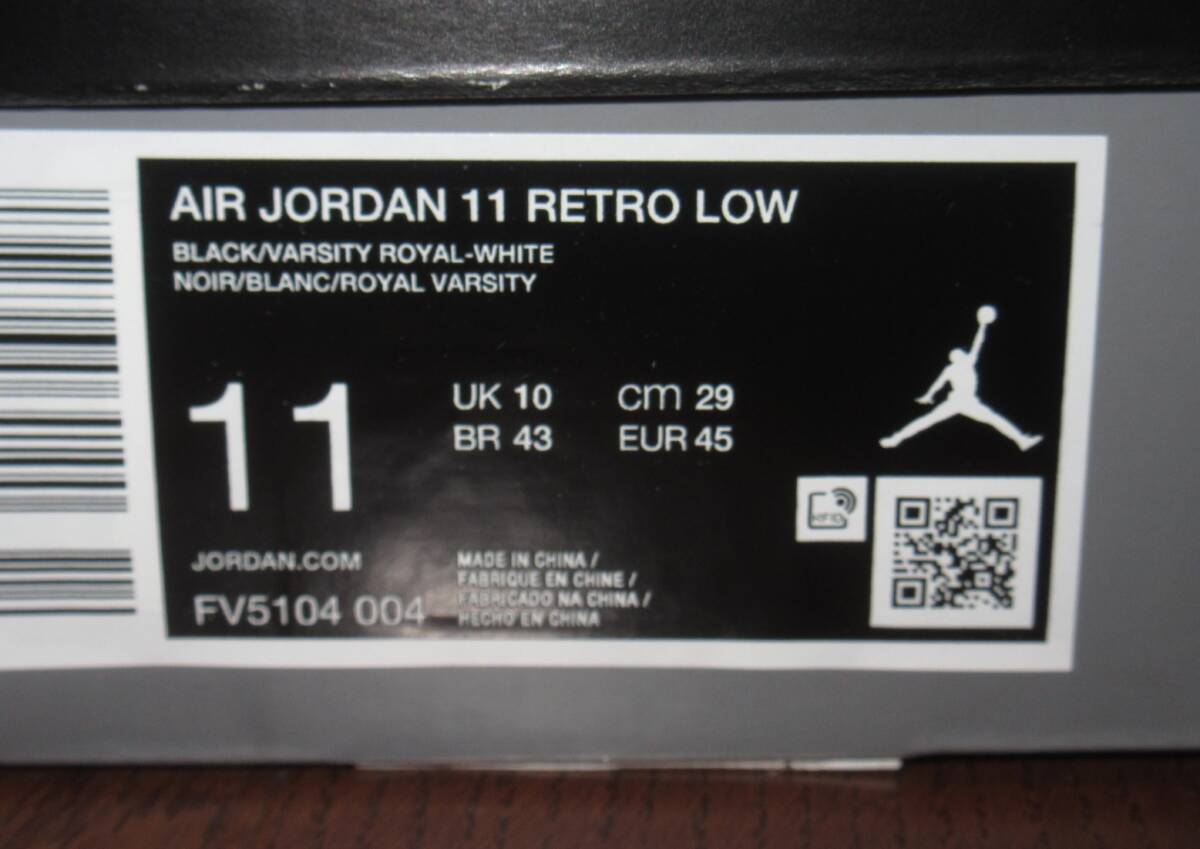 AIR JORDAN 11 RETRO LOW
BLACK/VARSITY ROYAL-WHITE
NOIR/BLANC/ROYAL VARSITY
11
UK 10 cm 29
BR 43 EUR 45
RFID
JORDAN.COM
FV5104 004
MADE IN CHINA /
FABRIQUE EN CHINE /
FABRICADO NA CHINA /
HECHO EN CHINA